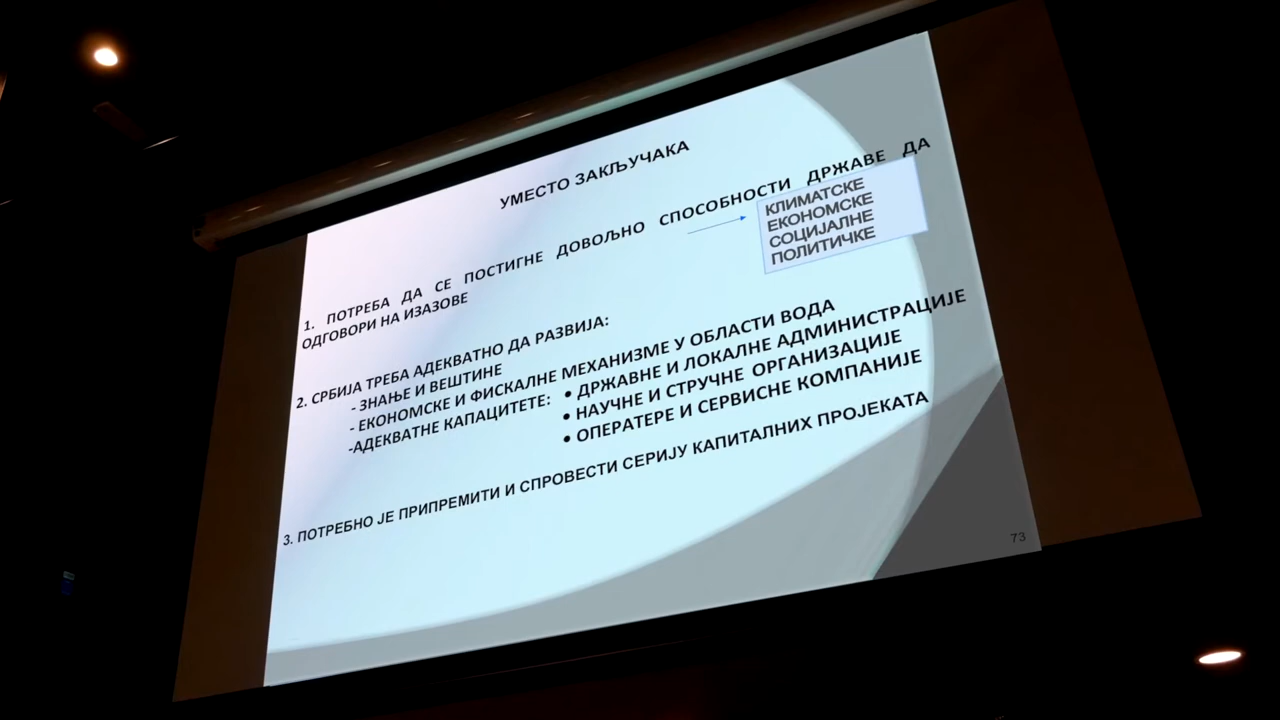 УМЕСТО ЗАКЉУЧАКА
1. ПОТРЕБА ДА СЕ ПОСТИГНЕ ДОВОЉНО СПОСОБНОСТИ ДРЖАВЕ ДА
ОДГОВОРИ НА ИЗАЗОВЕ
КЛИМАТСКЕ
ЕКОНОМСКЕ
СОЦИЈАЛНЕ
ПОЛИТИЧКЕ
2. СРБИЈА ТРЕБА АДЕКВАТНО ДА РАЗВИЈА:
- ЗНАЊЕ И ВЕШТИНЕ
- ЕКОНОМСКЕ И ФИСКАЛНЕ МЕХАНИЗМЕ У ОБЛАСТИ ВОДА
-АДЕКВАТНЕ КАПАЦИТЕТЕ: • ДРЖАВНЕ И ЛОКАЛНЕ АДМИНИСТРАЦИЈЕ
• НАУЧНЕ И СТРУЧНЕ ОРГАНИЗАЦИЈЕ
• ОПЕРАТЕРЕ И СЕРВИСНЕ КОМПАНИЈЕ
3. ПОТРЕБНО ЈЕ ПРИПРЕМИТИ И СПРОВЕСТИ СЕРИЈУ КАПИТАЛНИХ ПРОЈЕКАТА
73